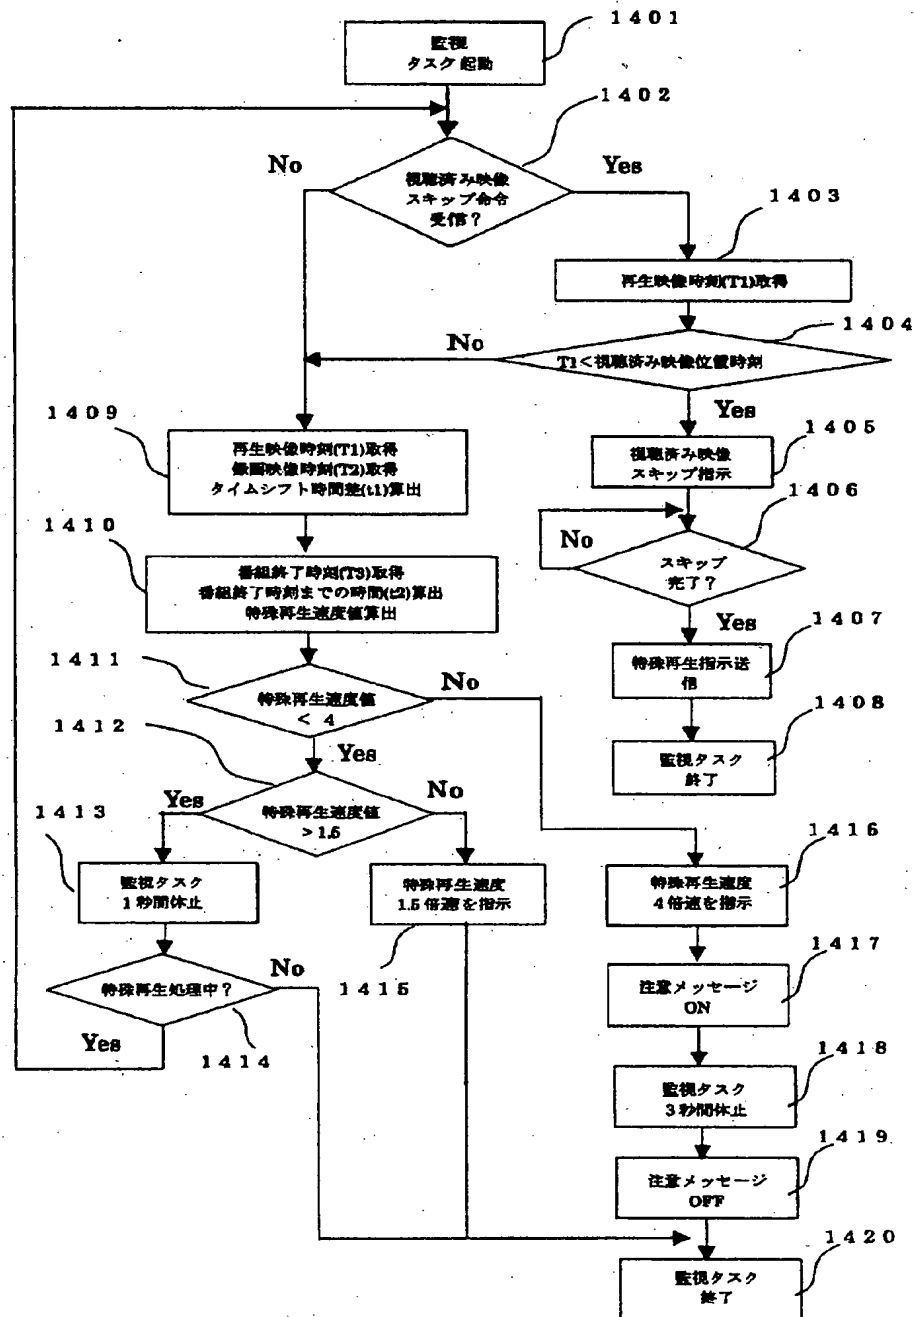 1401
監視
タスク起動
1402
No
Yes
視聴済み映像
スキップ命令
受信？
1403
再生映像時刻(T1)取得
1404
No
T1＜視聴済み映像位置時刻
Yes
1409
再生映像時刻(T1)取得
録画映像時刻(T2)取得
タイムシフト時間差(t1)算出
1405
視聴済み映像
スキップ指示
1406
No
スキップ
完了？
Yes
1410
番組終了時刻(T3)取得
番組終了時刻までの時間(t2)算出
特殊再生速度値算出
1407
特殊再生指示送
信
1411
特殊再生速度値
＜ 4
No
Yes
1408
監視タスク
終了
1412
特殊再生速度値
> 1.5
Yes
No
1413
監視タスク
1秒間休止
1415
特殊再生速度
1.5倍速を指示
1416
特殊再生速度
4倍速を指示
1414
特殊再生処理中？
No
Yes
1417
注意メッセージ
ON
1418
監視タスク
3秒間休止
1419
注意メッセージ
OFF
1420
監視タスク
終了